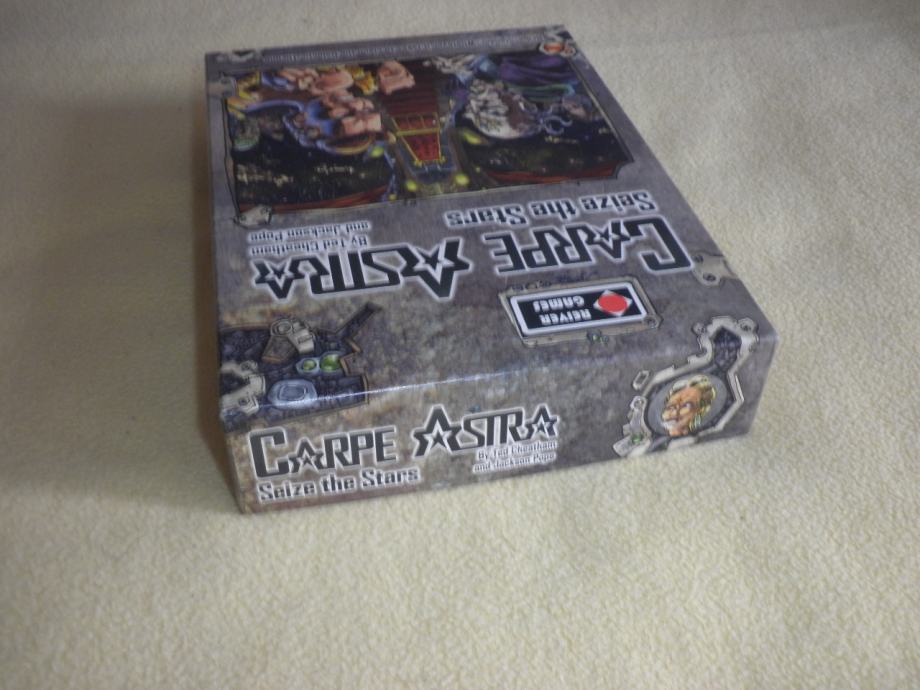 CARPE ASTRA
Seize the Stars
By Ted Cheatham
and Jackson Pope
REIVER
GAMES
CARPE ASTRA
Seize the Stars
By Ted Cheatham
and Jackson Pope